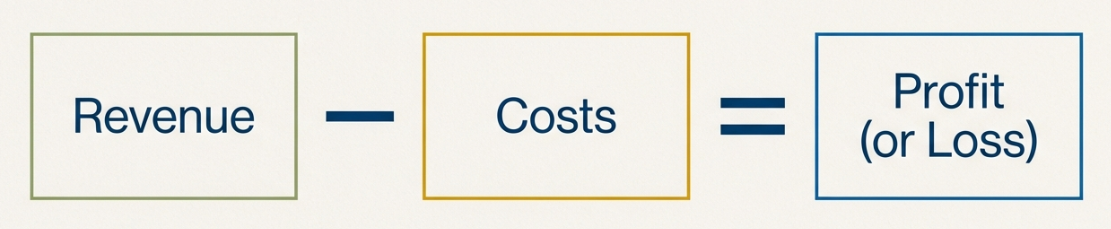 Revenue — Costs = Profit
(or Loss)